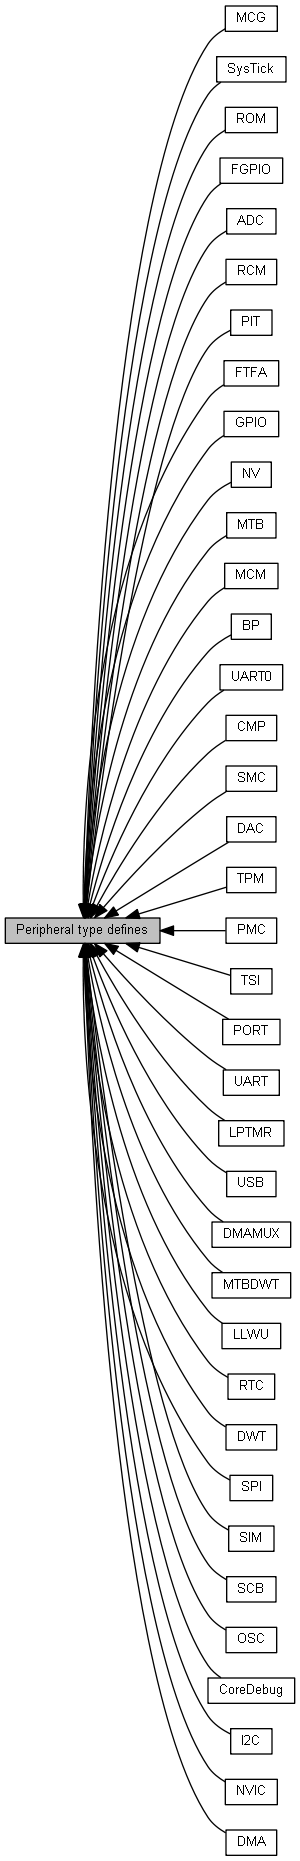 MCG
SysTick
ROM
FGPIO
ADC
RCM
PIT
FTFA
GPIO
NV
MTB
MCM
BP
UART0
CMP
SMC
DAC
TPM
Peripheral type defines
PMC
TSI
PORT
UART
LPTMR
USB
DMAMUX
MTBDWT
LLWU
RTC
DWT
SPI
SIM
SCB
OSC
CoreDebug
I2C
NVIC
DMA